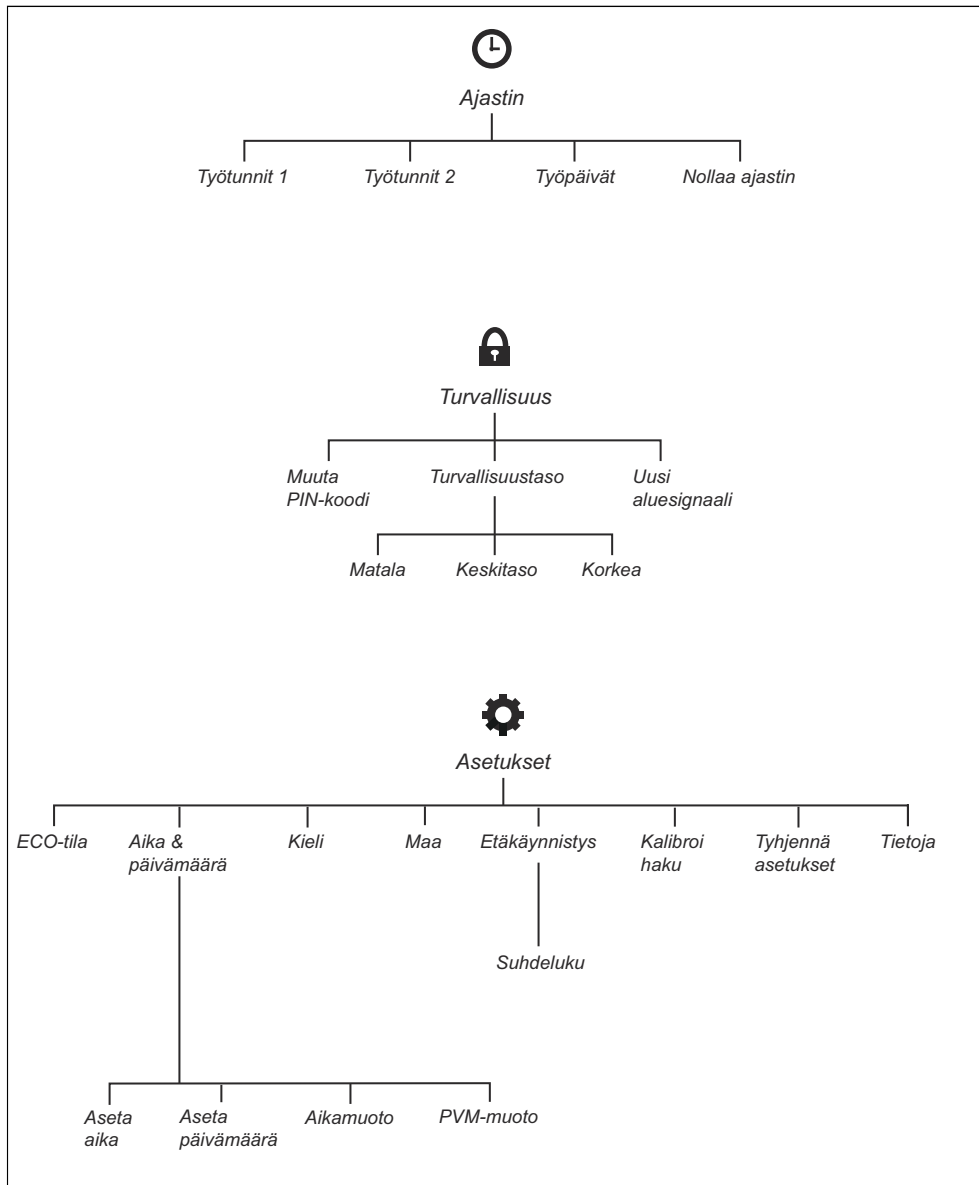 Ajastin
Työtunnit 1 Työtunnit 2 Työpäivät Nollaa ajastin
Turvallisuus
Muuta
PIN-koodi
Turvallisuustaso
Uusi
aluesignaali
Matala Keskitaso Korkea
Asetukset
ECO-tila
Aika &
päivämäärä
Kieli
Maa
Etäkäynnistys
Kalibroi
haku
Tyhjennä
asetukset
Tietoja
Suhdeluku
Aseta
aika
Aseta
päivämäärä
Aikamuoto
PVM-muoto